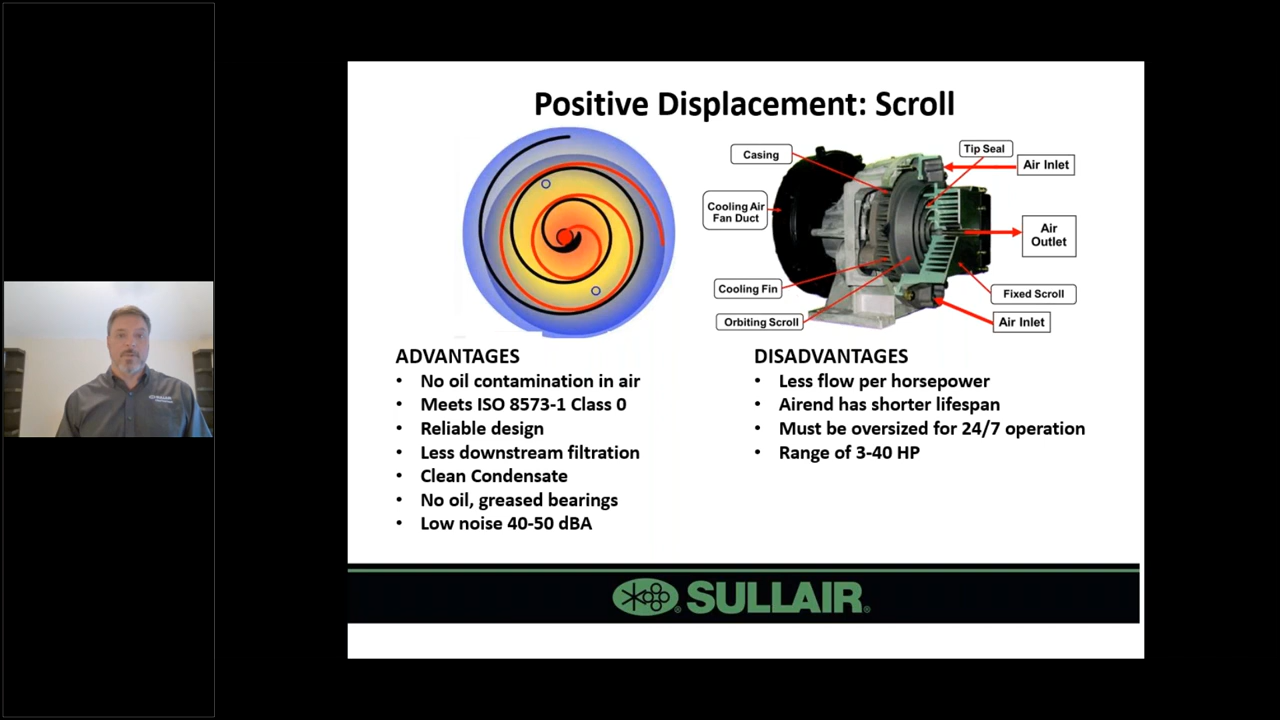 Positive Displacement: Scroll
Casing
Tip Seal
Air Inlet
Cooling Air
Fan Duct
Air
Outlet
Cooling Fin
Fixed Scroll
Orbiting Scroll
Air Inlet
ADVANTAGES
• No oil contamination in air
• Meets ISO 8573-1 Class 0
• Reliable design
• Less downstream filtration
• Clean Condensate
• No oil, greased bearings
• Low noise 40-50 dBA
DISADVANTAGES
• Less flow per horsepower
• Airend has shorter lifespan
• Must be oversized for 24/7 operation
• Range of 3-40 HP
SULLAIR